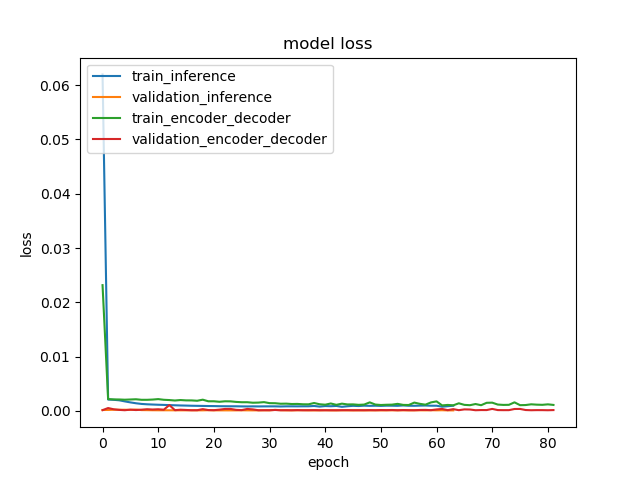 model loss
train_inference
validation_inference
train_encoder_decoder
validation_encoder_decoder
loss
0.06
0.05
0.04
0.03
0.02
0.01
0.00
0 10 20 30 40 50 60 70 80
epoch